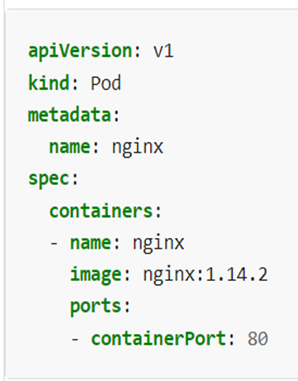 apiVersion: v1
kind: Pod
metadata:
  name: nginx
spec:
  containers:
  - name: nginx
    image: nginx:1.14.2
    ports:
    - containerPort: 80